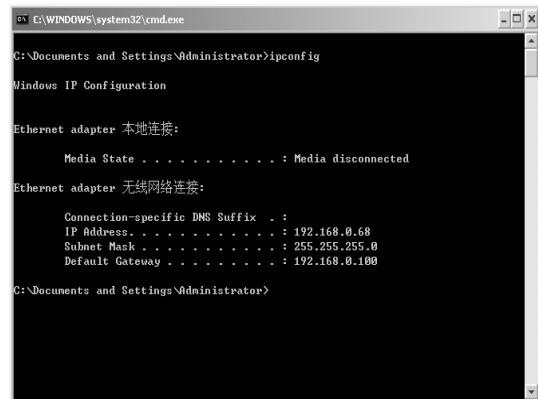 C:\WINDOWS\system32\cmd.exe
C:\Documents and Settings\Administrator>ipconfig
Windows IP Configuration
Ethernet adapter 本地连接:
Media State . . . . . . . . . . . : Media disconnected
Ethernet adapter 无线网络连接:
Connection-specific DNS Suffix  . :
IP Address. . . . . . . . . . . . : 192.168.0.68
Subnet Mask . . . . . . . . . . . : 255.255.255.0
Default Gateway . . . . . . . . . : 192.168.0.100
C:\Documents and Settings\Administrator>